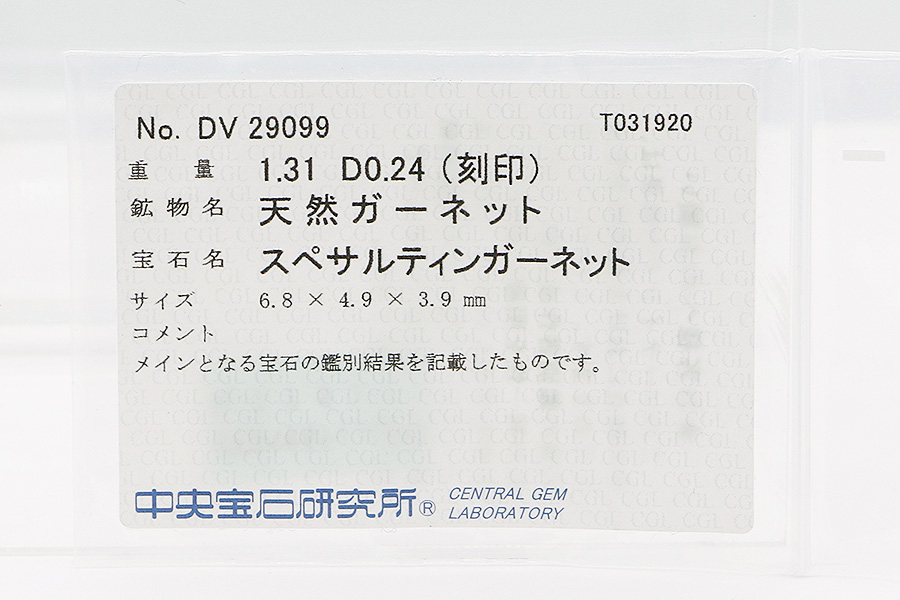 No. DV 29099 T031920
重 量 1.31 D0.24(刻印)
鉱物名 天然ガーネット
宝石名 スペサルティンガーネット
サイズ 6.8 × 4.9 × 3.9 mm
コメント
メインとなる宝石の鑑別結果を記載したものです。
中央宝石研究所® CENTRAL GEM
LABORATORY